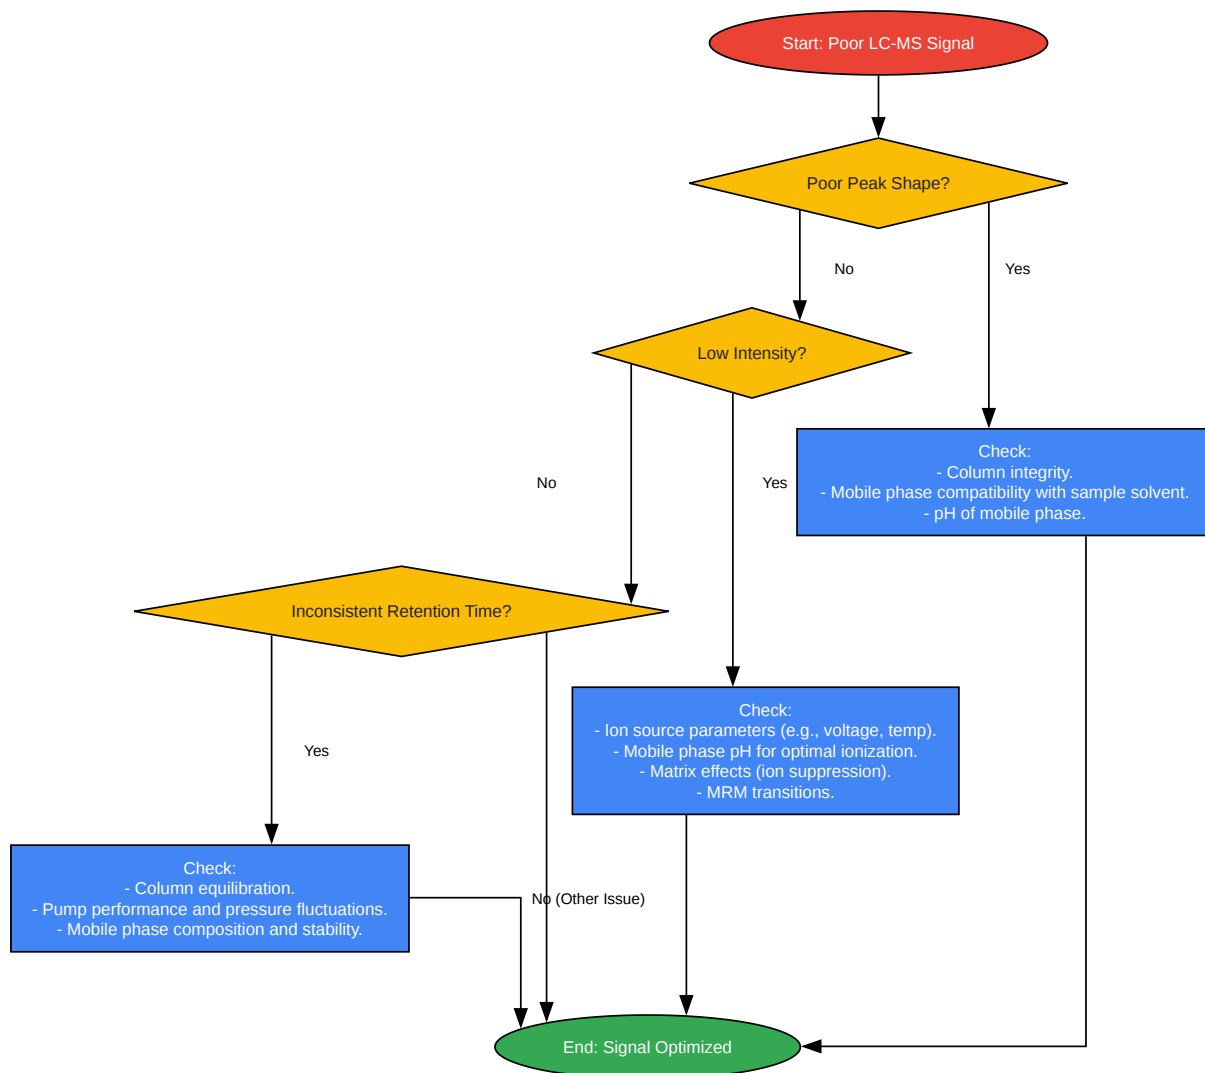 Start: Poor LC-MS Signal
Poor Peak Shape?
No
Yes
Low Intensity?
No
Yes
Check:
- Column integrity.
- Mobile phase compatibility with sample solvent.
- pH of mobile phase.
Inconsistent Retention Time?
Yes
Check:
- Ion source parameters (e.g., voltage, temp).
- Mobile phase pH for optimal ionization.
- Matrix effects (ion suppression).
- MRM transitions.
Check:
- Column equilibration.
- Pump performance and pressure fluctuations.
- Mobile phase composition and stability.
No (Other Issue)
End: Signal Optimized